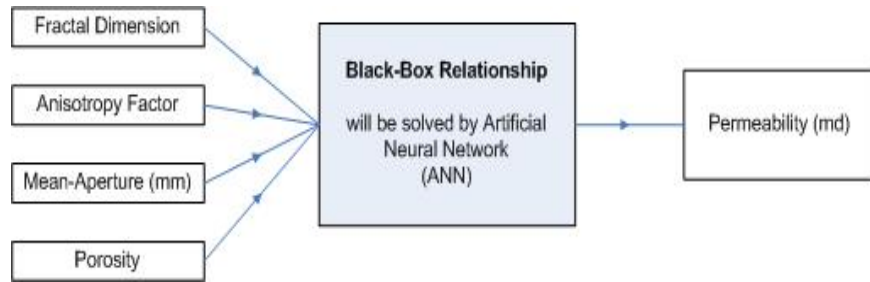 Fractal Dimension
Anisotropy Factor
Mean-Aperture (mm)
Porosity
Black-Box Relationship
will be solved by Artificial
Neural Network
(ANN)
Permeability (md)